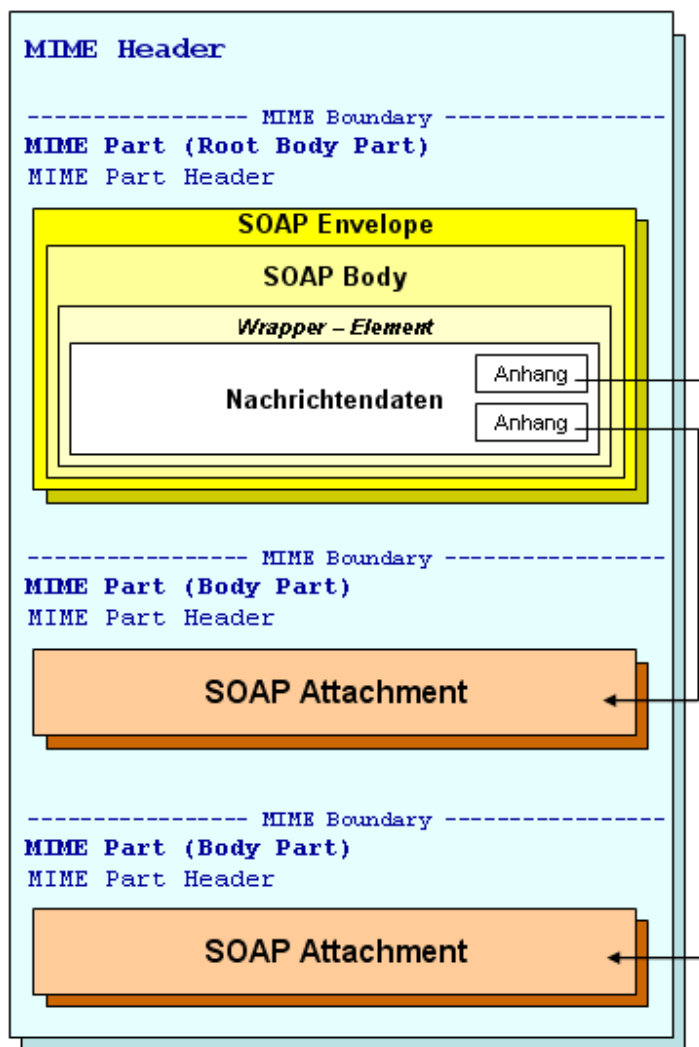 MIME Header
----------------- MIME Boundary -----------------
MIME Part (Root Body Part)
MIME Part Header
SOAP Envelope
SOAP Body
Wrapper – Element
Nachrichtendaten
Anhang
Anhang
----------------- MIME Boundary -----------------
MIME Part (Body Part)
MIME Part Header
SOAP Attachment
----------------- MIME Boundary -----------------
MIME Part (Body Part)
MIME Part Header
SOAP Attachment